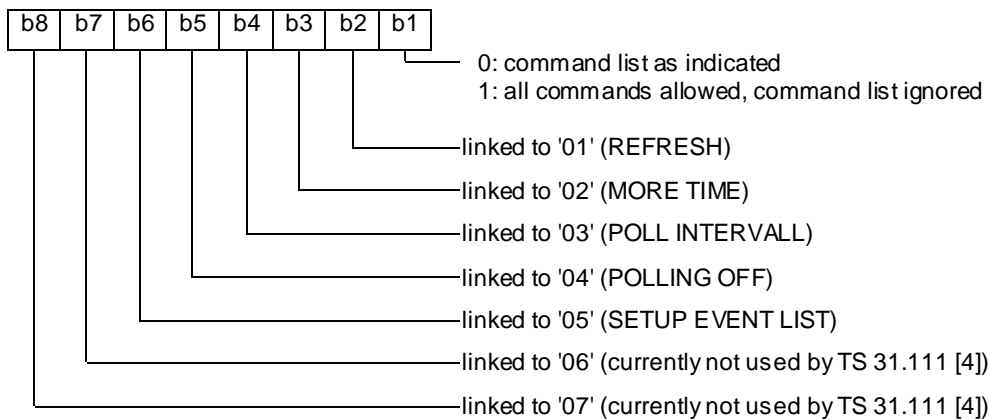 b8 b7 b6 b5 b4 b3 b2 b1
0: command list as indicated
1: all commands allowed, command list ignored
linked to '01' (REFRESH)
linked to '02' (MORE TIME)
linked to '03' (POLL INTERVALL)
linked to '04' (POLLING OFF)
linked to '05' (SETUP EVENT LIST)
linked to '06' (currently not used by TS 31.111 [4])
linked to '07' (currently not used by TS 31.111 [4])